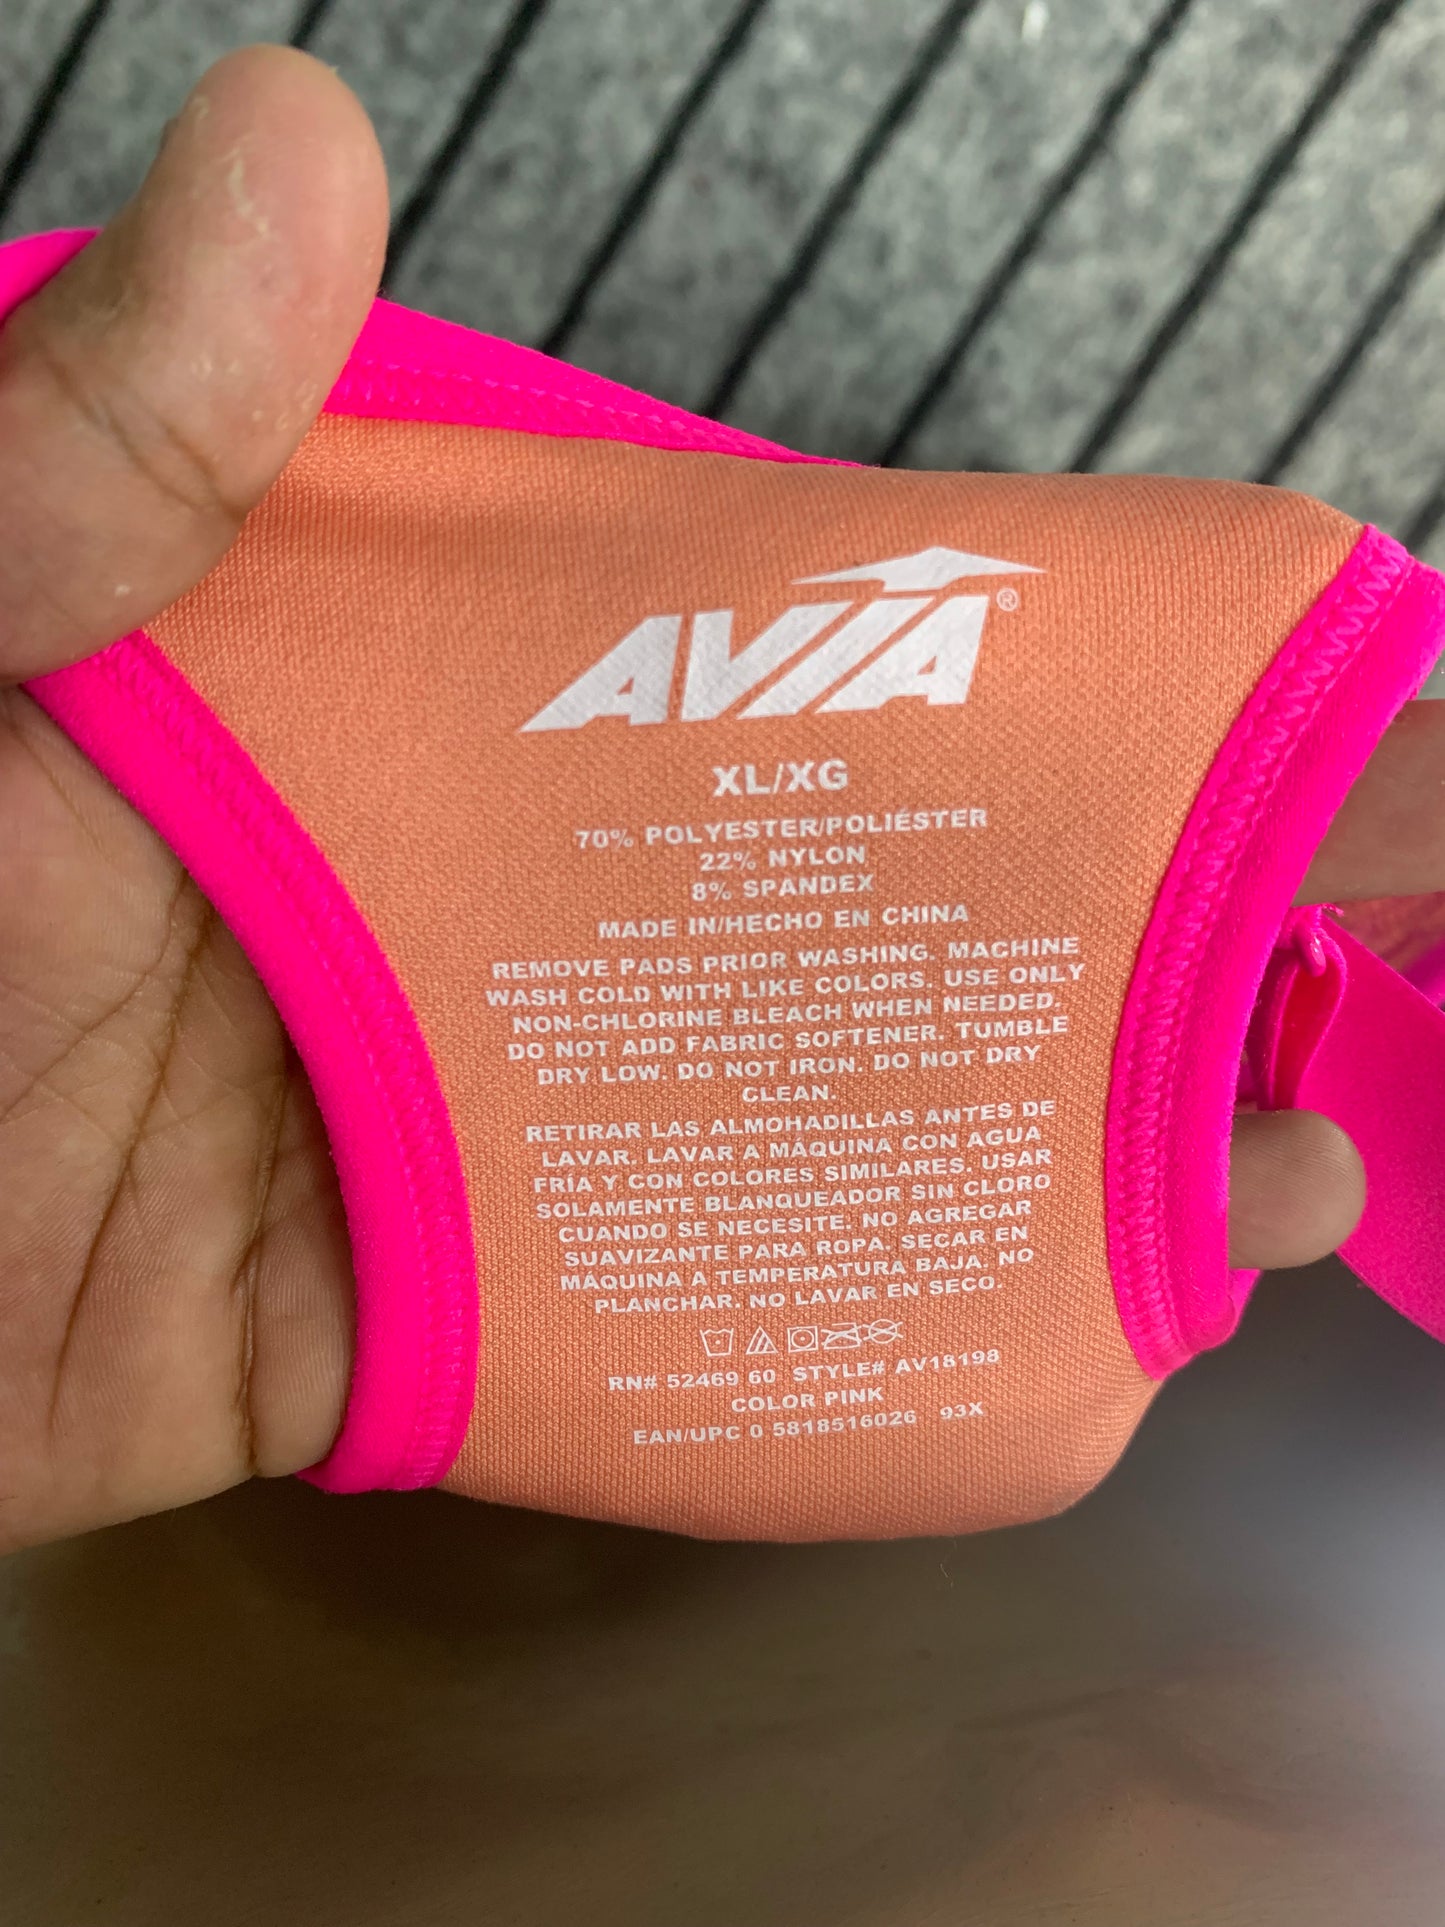 AVIA®
XL/XG
70% POLYESTER/POLIÉSTER
22% NYLON
8% SPANDEX
MADE IN/HECHO EN CHINA
REMOVE PADS PRIOR WASHING. MACHINE
WASH COLD WITH LIKE COLORS. USE ONLY
NON-CHLORINE BLEACH WHEN NEEDED.
DO NOT ADD FABRIC SOFTENER. TUMBLE
DRY LOW. DO NOT IRON. DO NOT DRY
CLEAN.
RETIRAR LAS ALMOHADILLAS ANTES DE
LAVAR. LAVAR A MÁQUINA CON AGUA
FRÍA Y CON COLORES SIMILARES. USAR
SOLAMENTE BLANQUEADOR SIN CLORO
CUANDO SE NECESITE. NO AGREGAR
SUAVIZANTE PARA ROPA. SECAR EN
MÁQUINA A TEMPERATURA BAJA. NO
PLANCHAR. NO LAVAR EN SECO.
RN# 52469 60 STYLE# AV18198
COLOR PINK
EAN/UPC 0 5818516026 93X